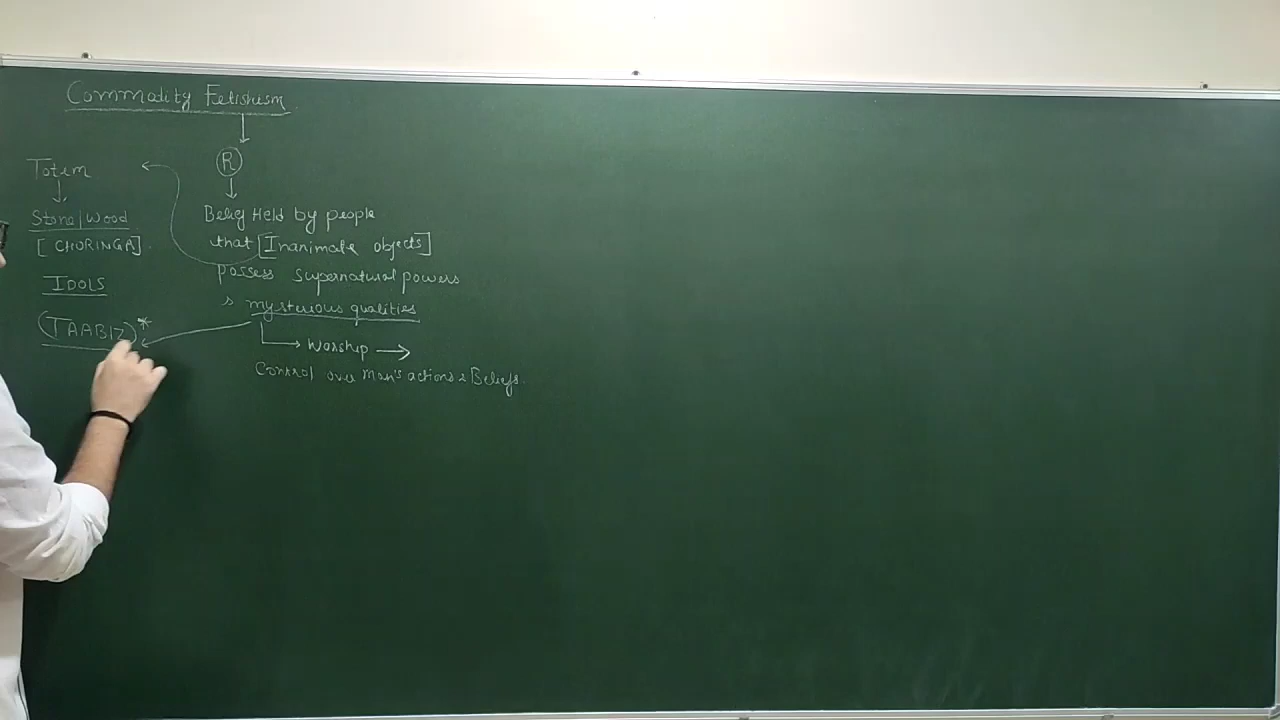 Commodity Fetishism
R
Belief Held by people
that [Inanimate objects]
possess supernatural powers
& mysterious qualities
Worship
Control over Man's actions & Beliefs.
Totem
Stone/Wood
[CHURINGA]
IDOLS
(TAABIZ)*